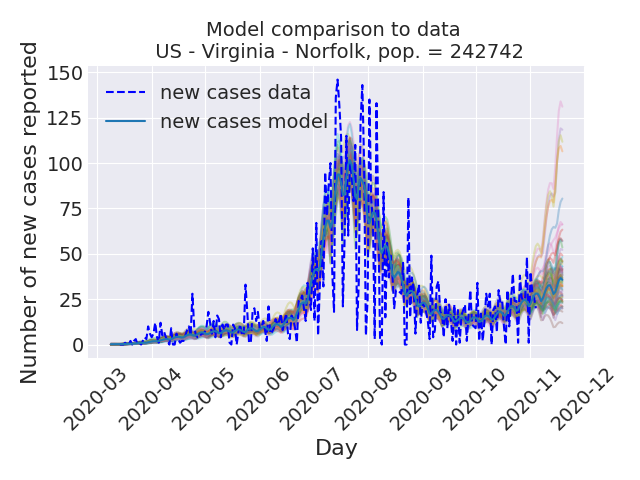 Model comparison to data
US - Virginia - Norfolk, pop. = 242742
Number of new cases reported
150
125
100
75
50
25
0
new cases data
new cases model
2020-03
2020-04
2020-05
2020-06
2020-07
2020-08
2020-09
2020-10
2020-11
2020-12
Day